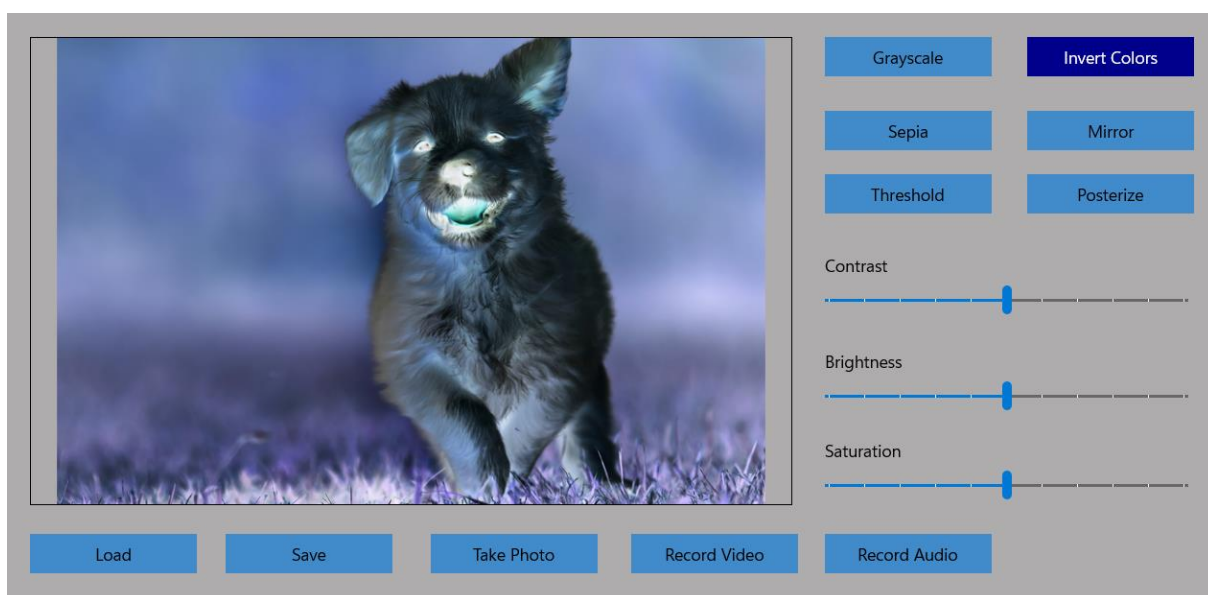 Grayscale
Invert Colors
Sepia
Mirror
Threshold
Posterize
Contrast
Brightness
Saturation
Load
Save
Take Photo
Record Video
Record Audio